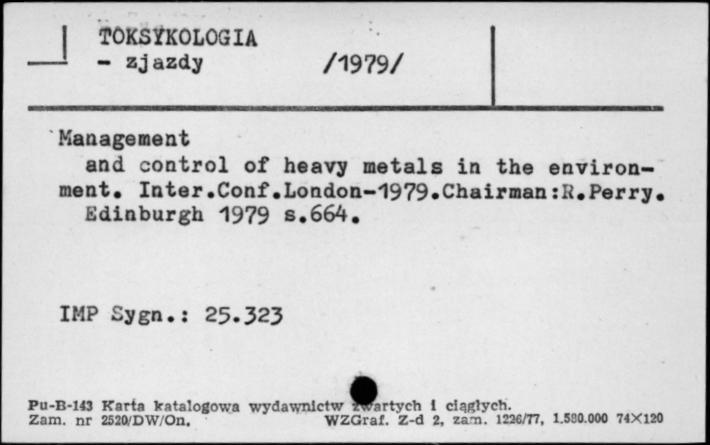 TOKSYKOLOGIA
- zjazdy /1979/
Management
and control of heavy metals in the environ-
ment. Inter.Conf.London-1979.Chairman:R.Perry.
Edinburgh 1979 s.664.
IMP Sygn.: 25.323
Pu-B-143 Karta katalogowa wydawnictw zwartych i ciągłych.
Zam. nr 2520/DW/On. WZGraf. Z-d 2, zam. 1226/77, 1.580.000 74×120